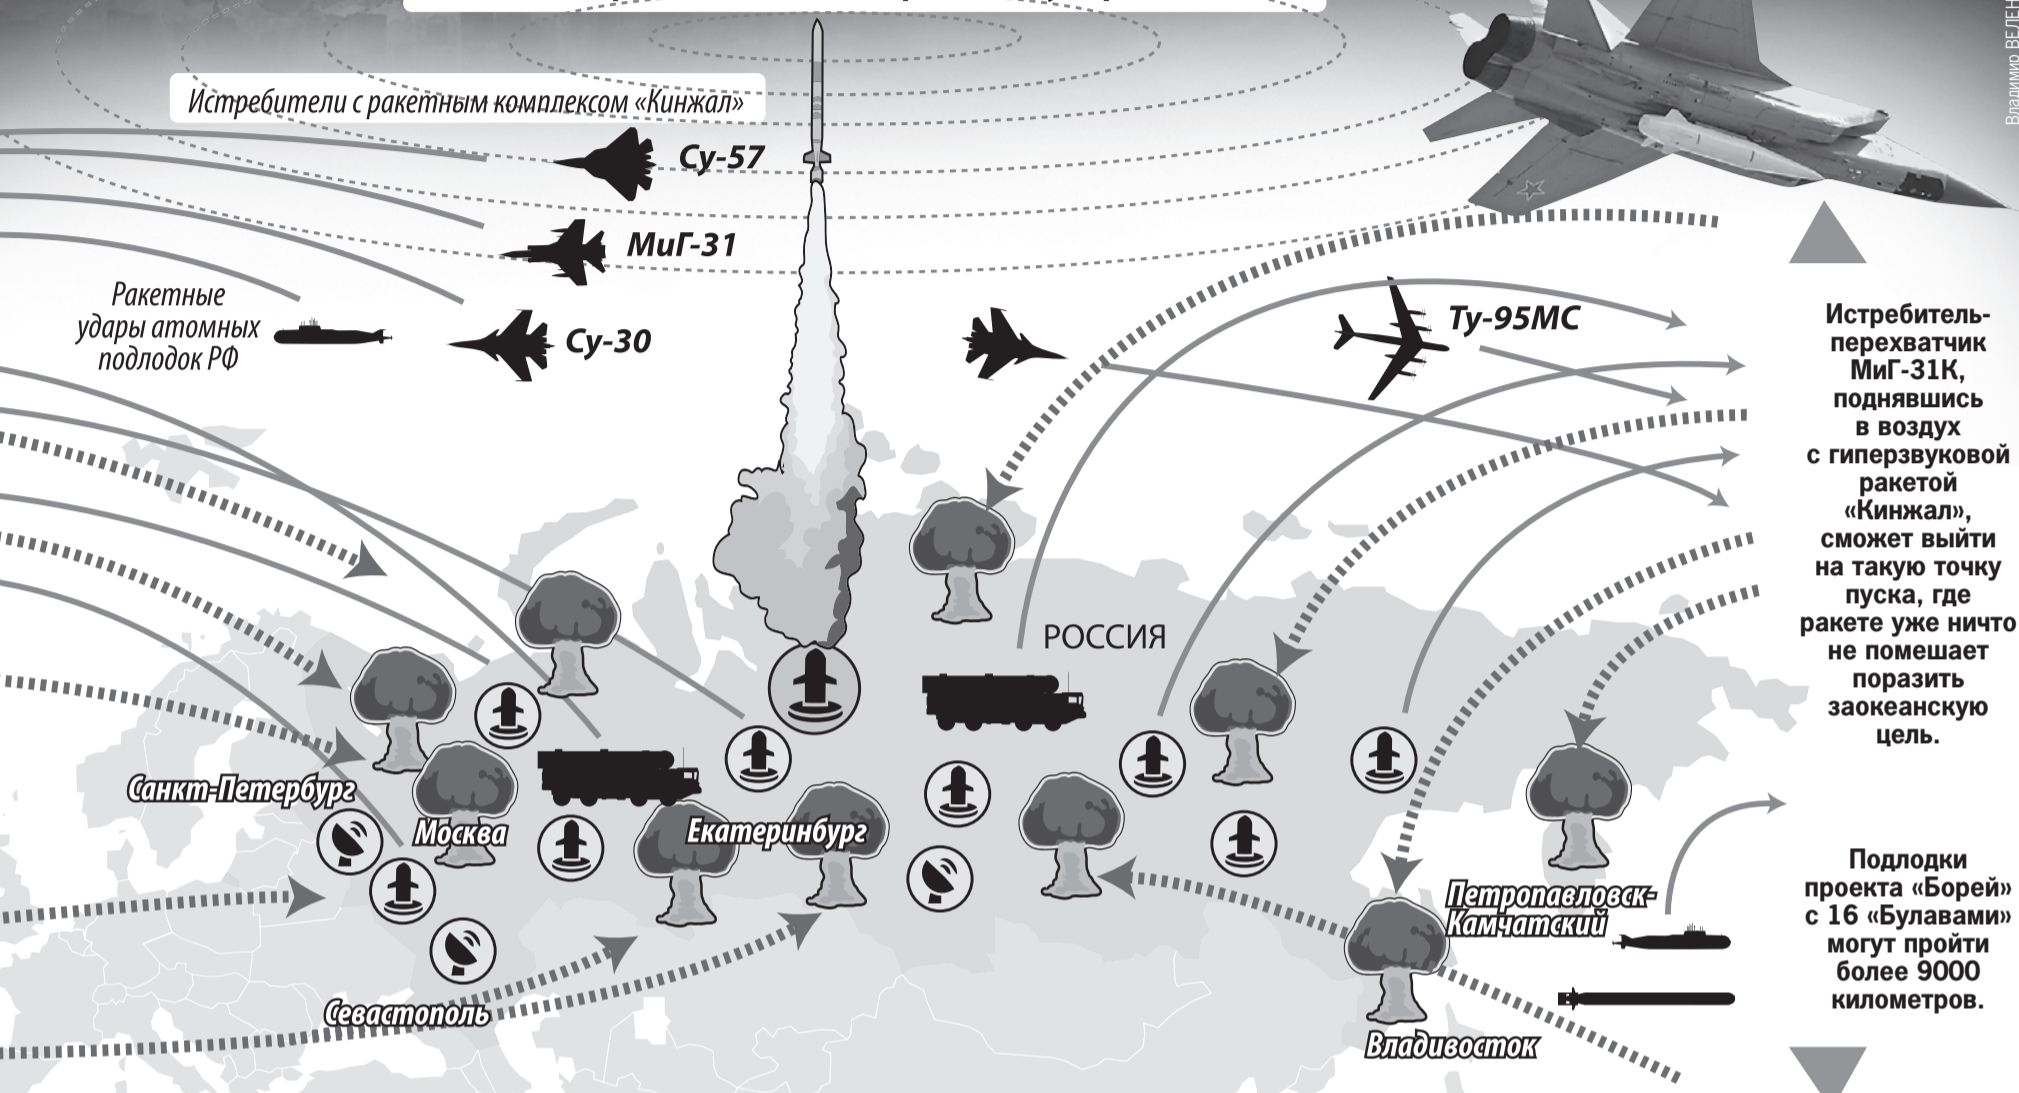 Владимир ВЕЛЕН
Истребители с ракетным комплексом «Кинжал»
Су-57
МиГ-31
Су-30
Ракетные
удары атомных
подлодок РФ
Ту-95МС
Истребитель-
перехватчик
МиГ-31К,
поднявшись
в воздух
с гиперзвуковой
ракетой
«Кинжал»,
сможет выйти
на такую точку
пуска, где
ракете уже ничто
не помешает
поразить
заокеанскую
цель.
РОССИЯ
Санкт-Петербург
Москва
Екатеринбург
Севастополь
Петропавловск-
Камчатский
Владивосток
Подлодки
проекта «Борей»
с 16 «Булавами»
могут пройти
более 9000
километров.